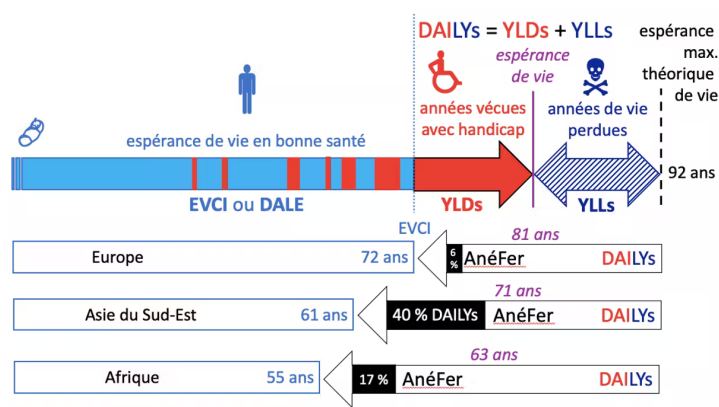 DAILYs = YLDs + YLLs
espérance
max.
théorique
de vie
espérance
de vie
années vécues
avec handicap
années de vie
perdues
espérance de vie en bonne santé
92 ans
EVCI ou DALE
YLDs
YLLs
EVCI
81 ans
Europe
72 ans
6
%
AnéFer
DAILYs
71 ans
Asie du Sud-Est
61 ans
40 % DAILYs
AnéFer
DAILYs
63 ans
Afrique
55 ans
17 %
AnéFer
DAILYs